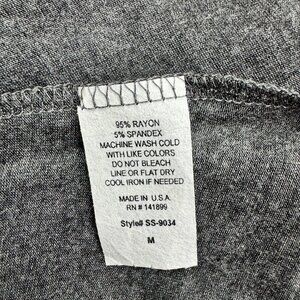 95% RAYON
5% SPANDEX
MACHINE WASH COLD
WITH LIKE COLORS
DO NOT BLEACH
LINE OR FLAT DRY
COOL IRON IF NEEDED
MADE IN U.S.A.
RN # 141899
Style# SS-9034
M